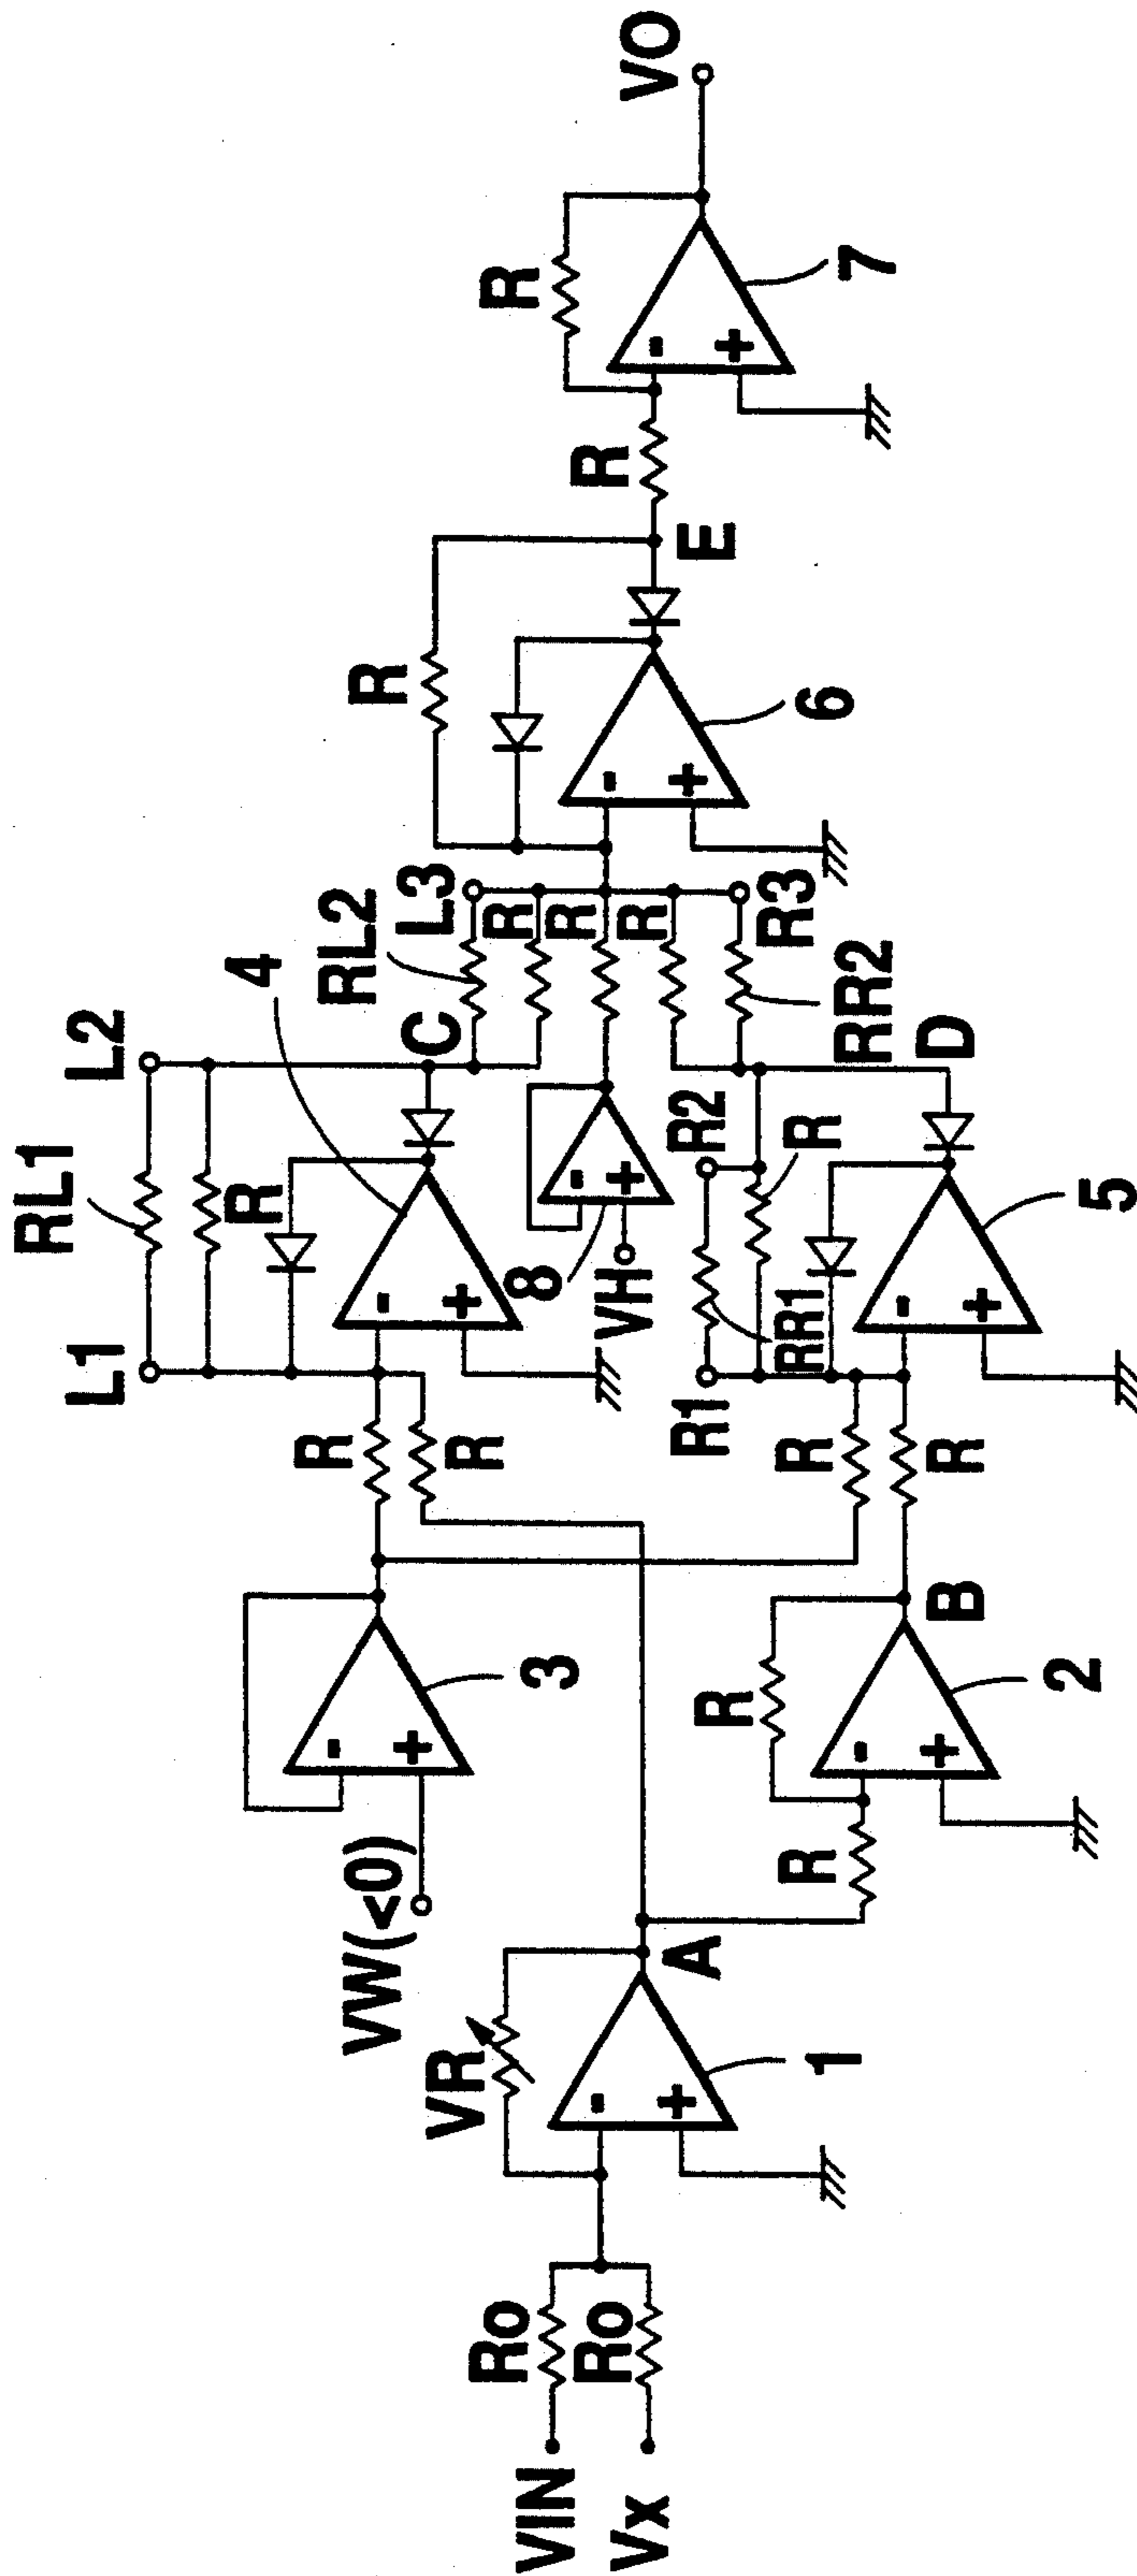 VIN
Vx
Ro
Ro
VR
1
A
VW(<0)
-
+
3
-
+
R
R
-
+
2
B
R
R
R
R
L1
RL1
L2
R
-
+
4
C
VH
-
+
8
R1
RR1
R2
R
-
+
5
D
RL2
L3
R
R
R
R3
RR2
-
+
6
R
E
R
R
-
+
7
VO
-
+